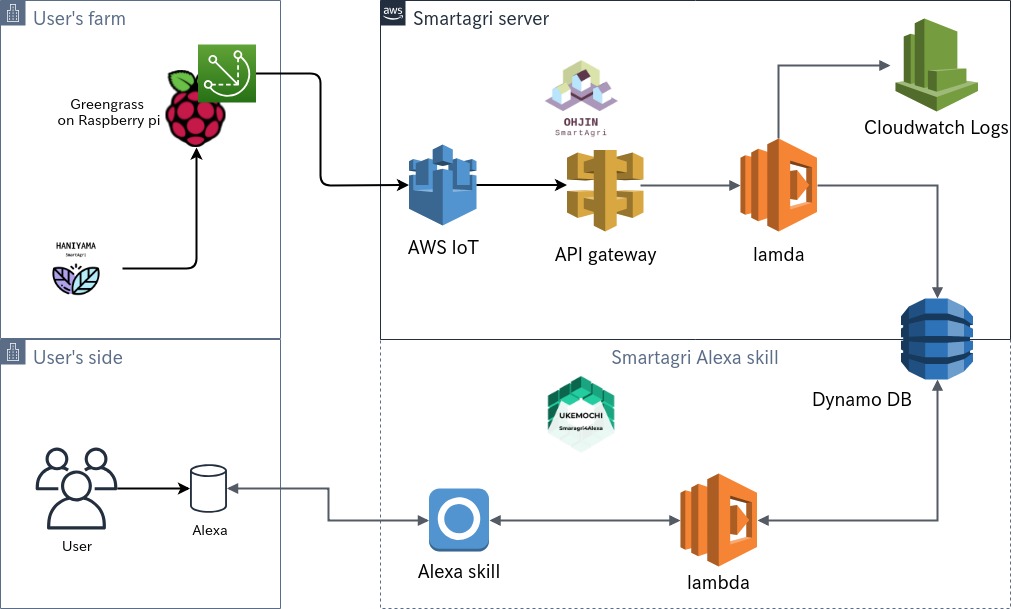 User's farm
Greengrass
on Raspberry pi
HANIYAMA
SmartAgri
aws
Smartagri server
OHJIN
SmartAgri
Cloudwatch Logs
AWS IoT
API gateway
lamda
User's side
User
Alexa
Smartagri Alexa skill
UKEMOCHI
Smaragri4Alexa
Dynamo DB
Alexa skill
lambda